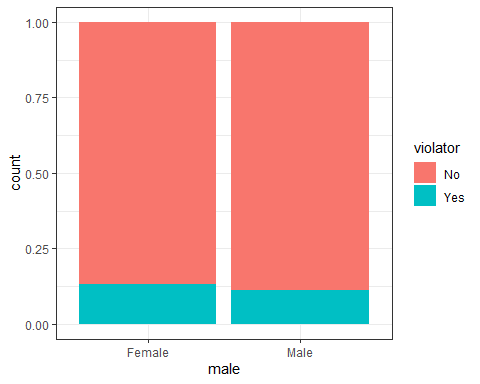 1.00
0.75
0.50
0.25
0.00
count
Female
Male
male
violator
No
Yes